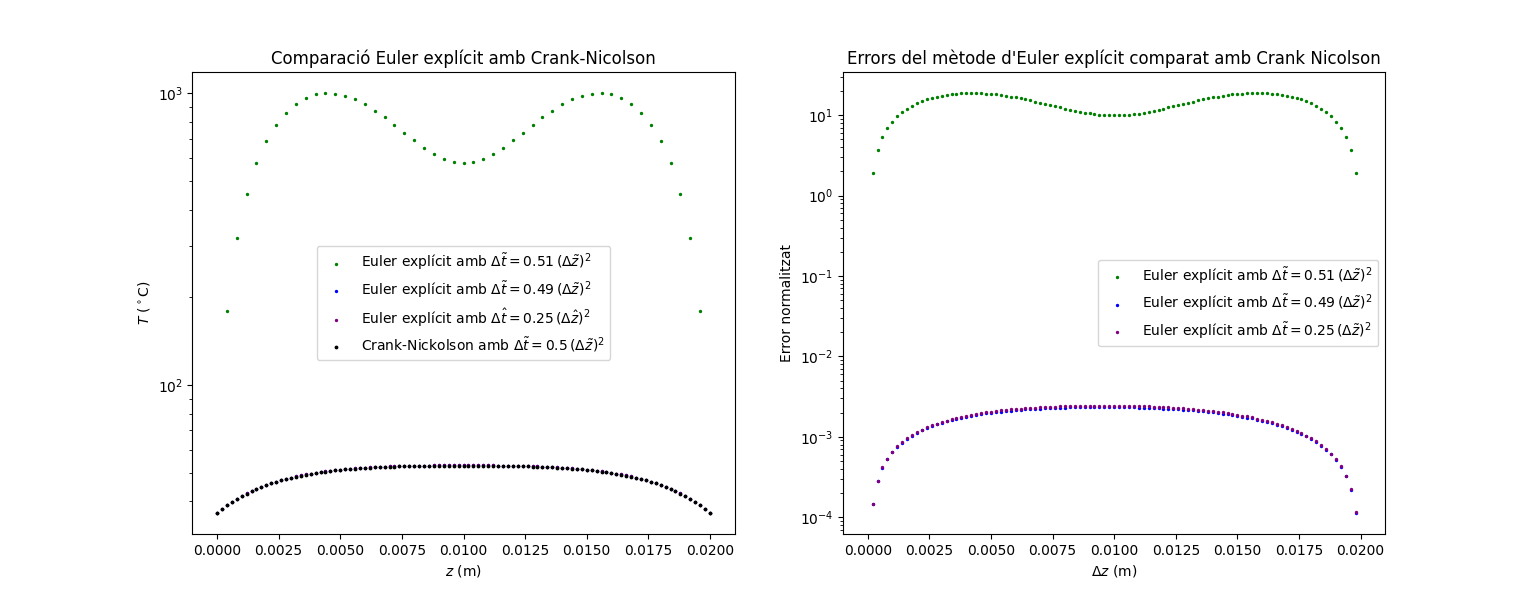 Comparació Euler explícit amb Crank-Nicolson
10³
10²
T (°C)
Euler explícit amb Δt̃ = 0.51 (Δz̃)²
Euler explícit amb Δt̃ = 0.49 (Δz̃)²
Euler explícit amb Δt̂ = 0.25 (Δẑ)²
Crank-Nickolson amb Δt̃ = 0.5 (Δz̃)²
0.0000 0.0025 0.0050 0.0075 0.0100 0.0125 0.0150 0.0175 0.0200
z (m)
Errors del mètode d'Euler explícit comparat amb Crank Nicolson
10¹
10⁰
10⁻¹
10⁻²
10⁻³
10⁻⁴
Error normalitzat
Euler explícit amb Δt̃ = 0.51 (Δz̃)²
Euler explícit amb Δt̃ = 0.49 (Δz̃)²
Euler explícit amb Δt̃ = 0.25 (Δz̃)²
0.0000 0.0025 0.0050 0.0075 0.0100 0.0125 0.0150 0.0175 0.0200
Δz (m)